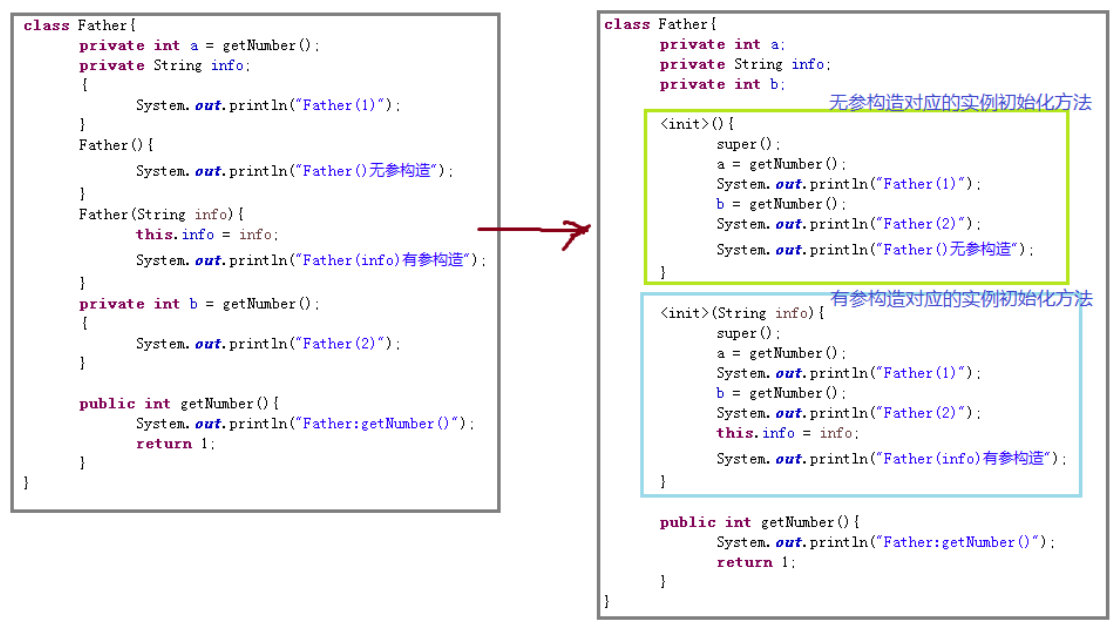 class Father{
private int a = getNumber();
private String info;
{
System.out.println("Father(1)");
}
Father(){
System.out.println("Father()无参构造");
}
Father(String info){
this.info = info;
System.out.println("Father(info)有参构造");
}
private int b = getNumber();
{
System.out.println("Father(2)");
}
public int getNumber(){
System.out.println("Father:getNumber()");
return 1;
}
}
class Father{
private int a;
private String info;
private int b;
无参构造对应的实例初始化方法
<init>(){
super();
a = getNumber();
System.out.println("Father(1)");
b = getNumber();
System.out.println("Father(2)");
System.out.println("Father()无参构造");
}
有参构造对应的实例初始化方法
<init>(String info){
super();
a = getNumber();
System.out.println("Father(1)");
b = getNumber();
System.out.println("Father(2)");
this.info = info;
System.out.println("Father(info)有参构造");
}
public int getNumber(){
System.out.println("Father:getNumber()");
return 1;
}
}